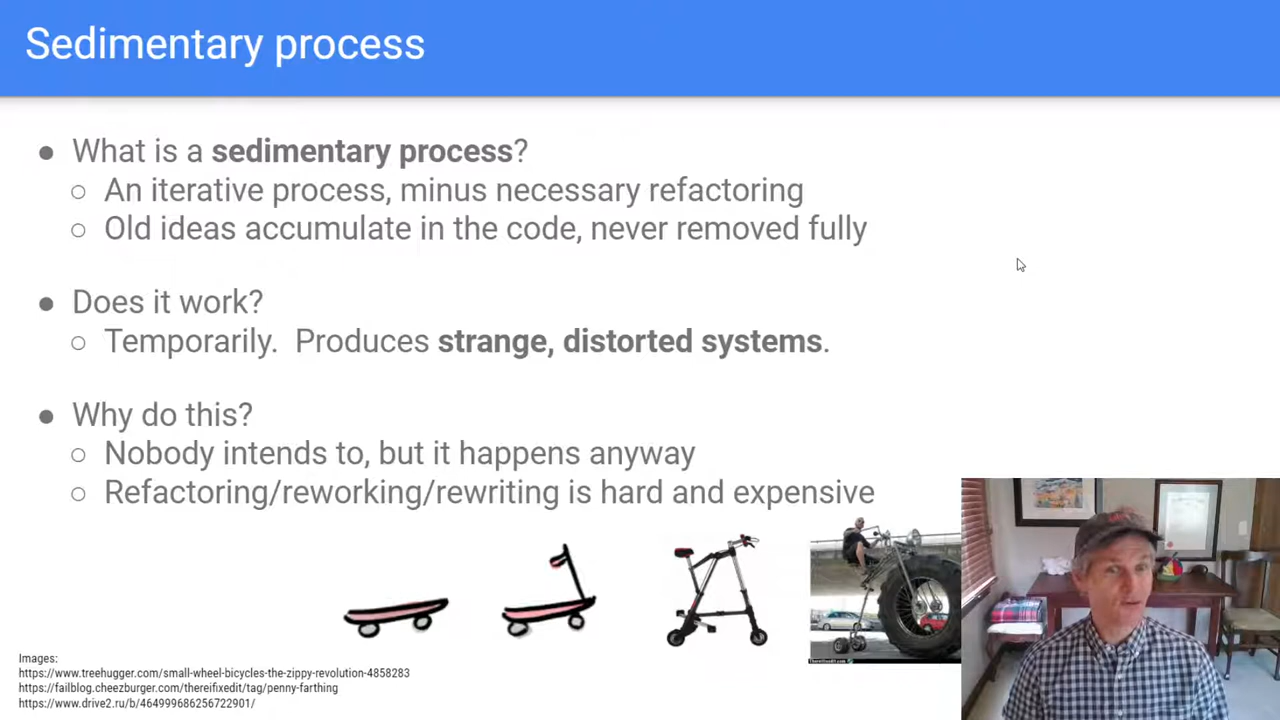 Sedimentary process
● What is a sedimentary process?
○ An iterative process, minus necessary refactoring
○ Old ideas accumulate in the code, never removed fully
● Does it work?
○ Temporarily.  Produces strange, distorted systems.
● Why do this?
○ Nobody intends to, but it happens anyway
○ Refactoring/reworking/rewriting is hard and expensive
Images:
https://www.treehugger.com/small-wheel-bicycles-the-zippy-revolution-4858283
https://failblog.cheezburger.com/thereifixedit/tag/penny-farthing
https://www.drive2.ru/b/464999686256722901/